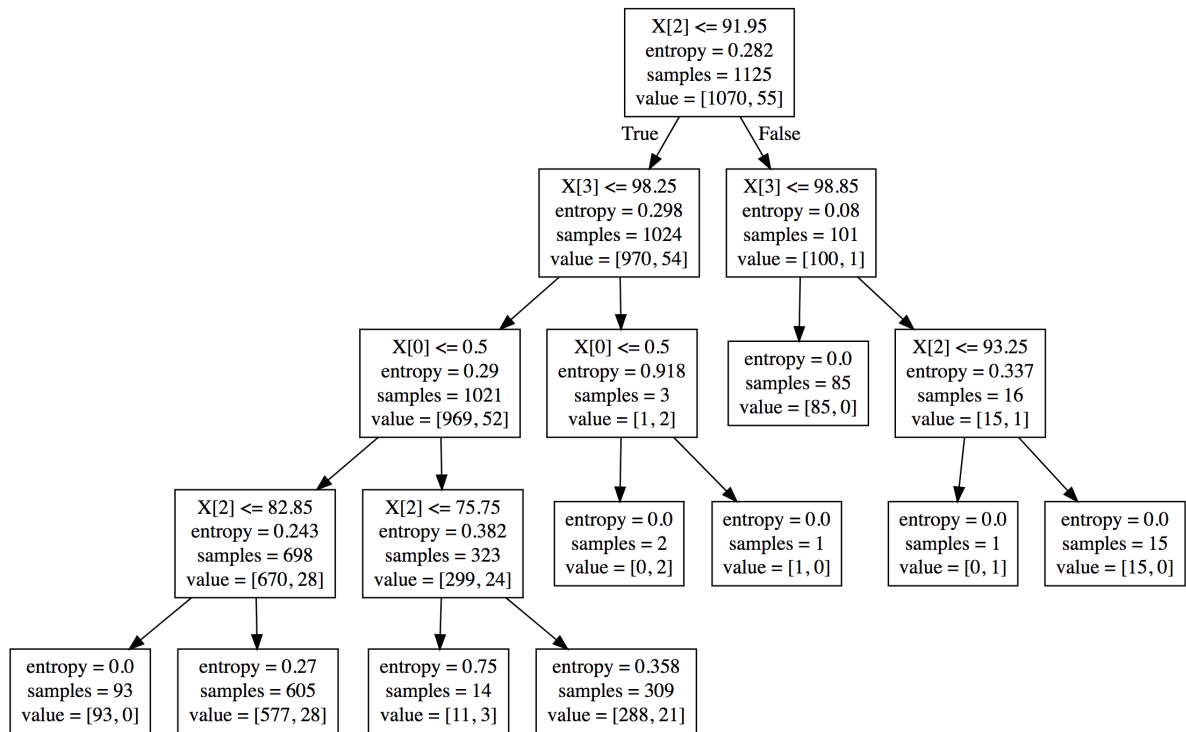 X[2] <= 91.95
entropy = 0.282
samples = 1125
value = [1070, 55]
True
False
X[3] <= 98.25
entropy = 0.298
samples = 1024
value = [970, 54]
X[3] <= 98.85
entropy = 0.08
samples = 101
value = [100, 1]
X[0] <= 0.5
entropy = 0.29
samples = 1021
value = [969, 52]
X[0] <= 0.5
entropy = 0.918
samples = 3
value = [1, 2]
entropy = 0.0
samples = 85
value = [85, 0]
X[2] <= 93.25
entropy = 0.337
samples = 16
value = [15, 1]
X[2] <= 82.85
entropy = 0.243
samples = 698
value = [670, 28]
X[2] <= 75.75
entropy = 0.382
samples = 323
value = [299, 24]
entropy = 0.0
samples = 2
value = [0, 2]
entropy = 0.0
samples = 1
value = [1, 0]
entropy = 0.0
samples = 1
value = [0, 1]
entropy = 0.0
samples = 15
value = [15, 0]
entropy = 0.0
samples = 93
value = [93, 0]
entropy = 0.27
samples = 605
value = [577, 28]
entropy = 0.75
samples = 14
value = [11, 3]
entropy = 0.358
samples = 309
value = [288, 21]